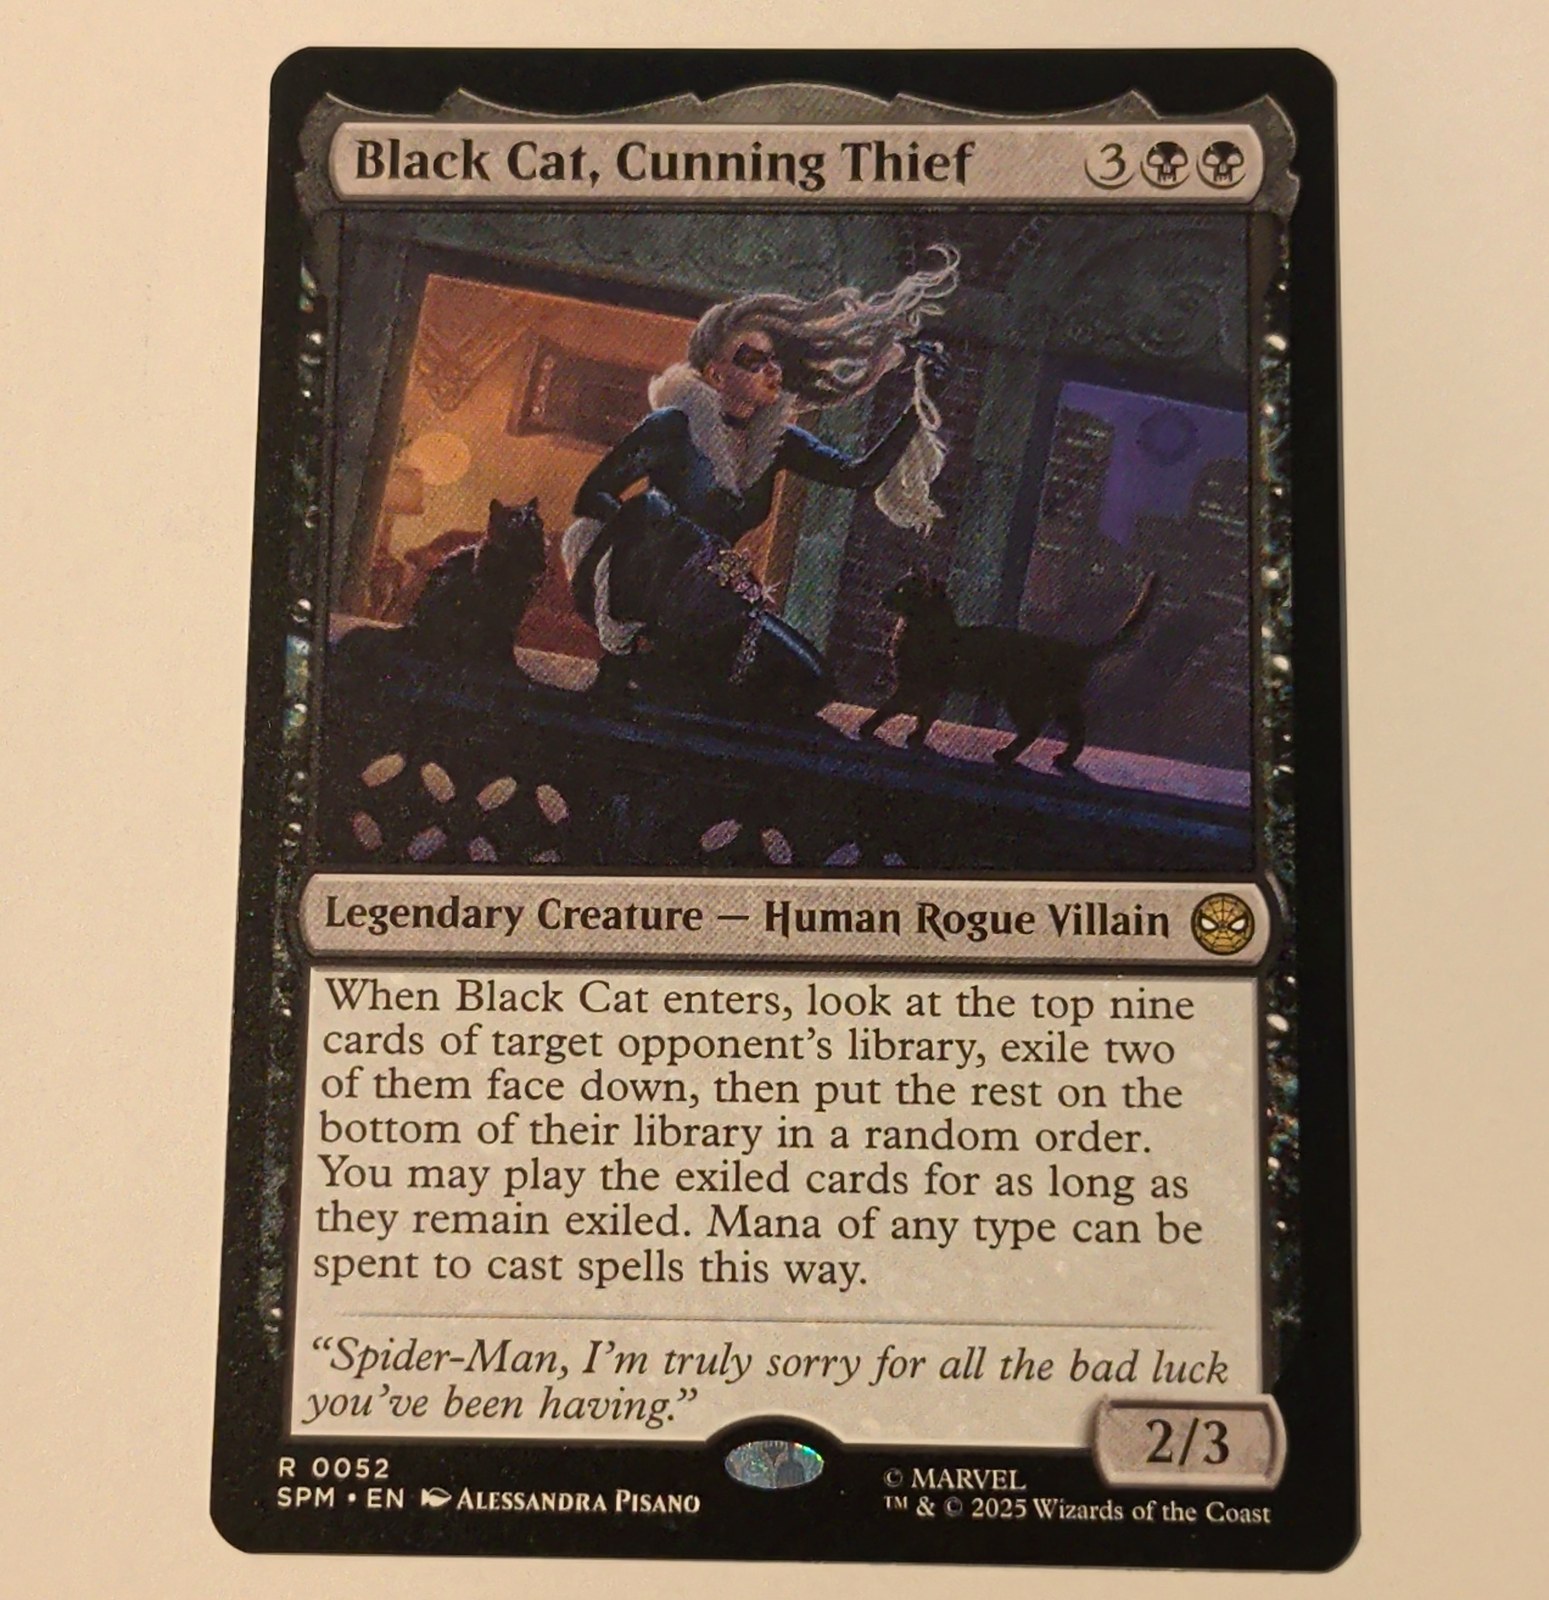 Black Cat, Cunning Thief 3
Legendary Creature — Human Rogue Villain
When Black Cat enters, look at the top nine
cards of target opponent's library, exile two
of them face down, then put the rest on the
bottom of their library in a random order.
You may play the exiled cards for as long as
they remain exiled. Mana of any type can be
spent to cast spells this way.
“Spider-Man, I'm truly sorry for all the bad luck
you've been having.”
2/3
R 0052
SPM • EN ALESSANDRA PISANO
© MARVEL
™ & © 2025 Wizards of the Coast